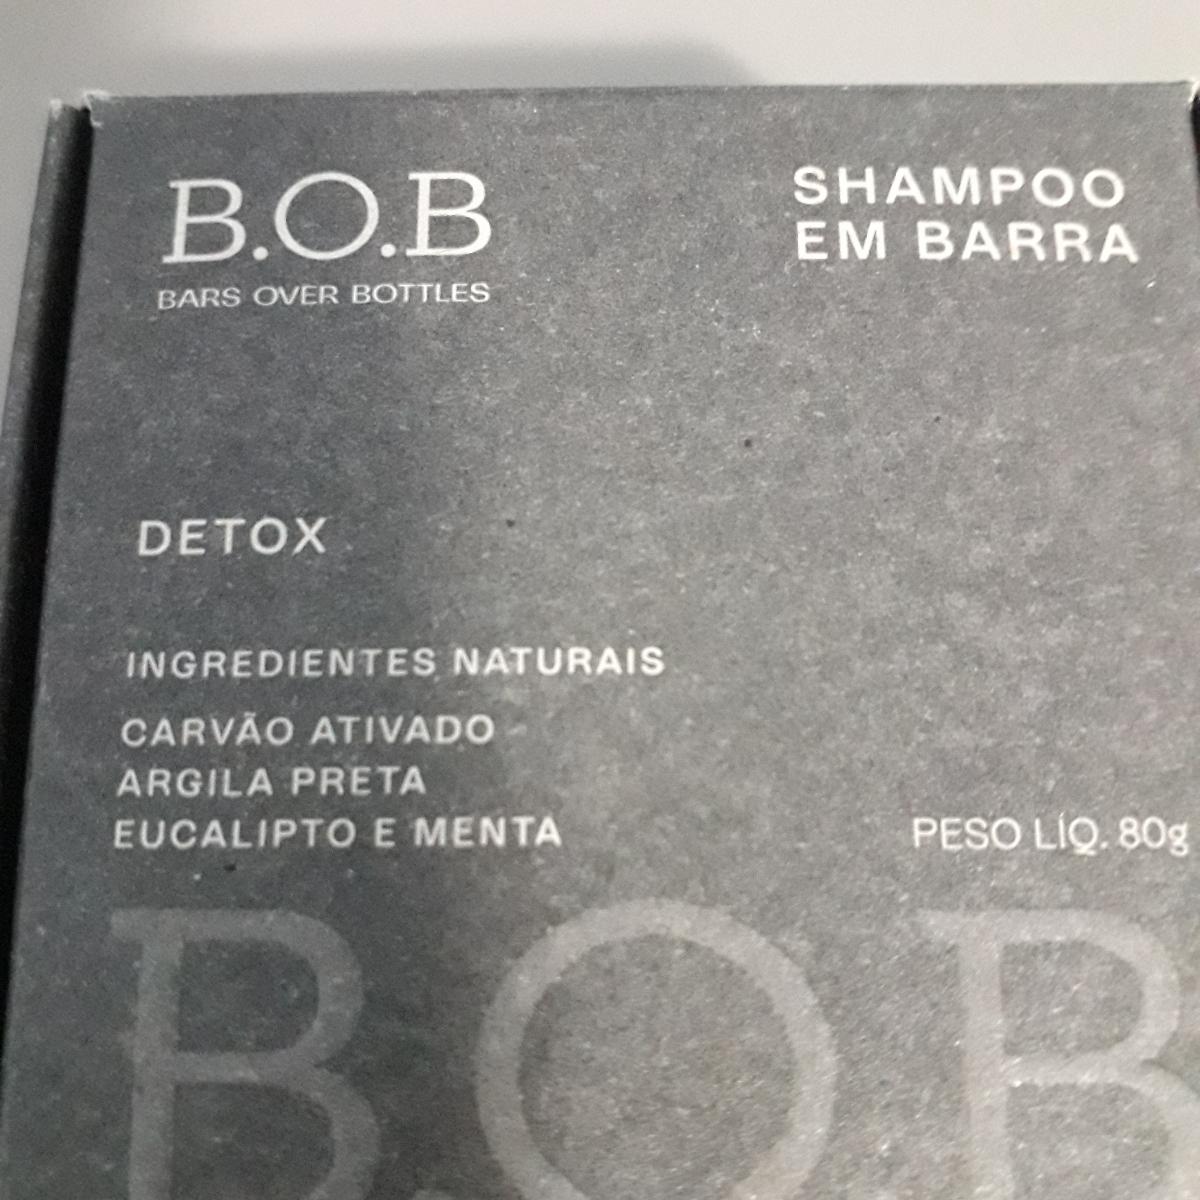 B.O.B
BARS OVER BOTTLES
SHAMPOO
EM BARRA
DETOX
INGREDIENTES NATURAIS
CARVÃO ATIVADO
ARGILA PRETA
EUCALIPTO E MENTA
PESO LÍQ. 80g
B.O.B